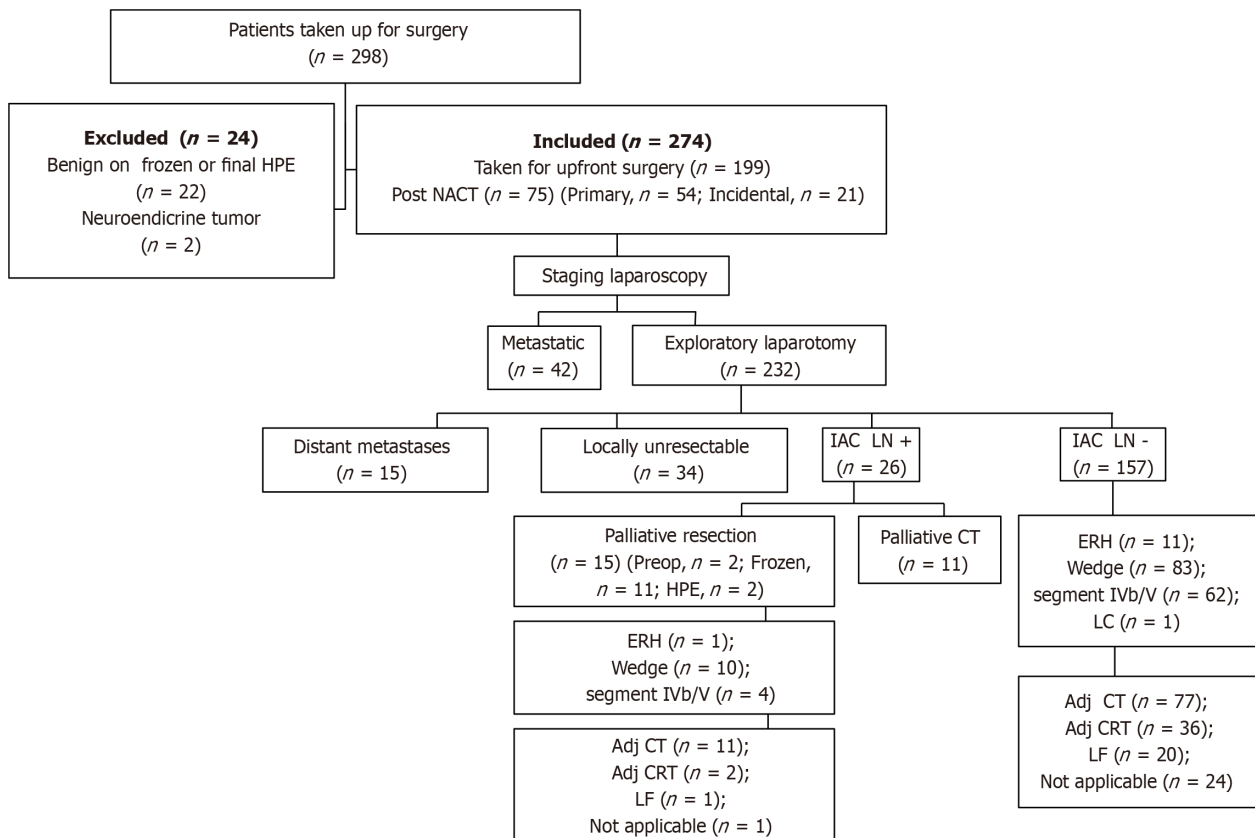 Patients taken up for surgery
(n = 298)
Excluded (n = 24)
Benign on frozen or final HPE
(n = 22)
Neuroendicrine tumor
(n = 2)
Included (n = 274)
Taken for upfront surgery (n = 199)
Post NACT (n = 75) (Primary, n = 54; Incidental, n = 21)
Staging laparoscopy
Metastatic
(n = 42)
Exploratory laparotomy
(n = 232)
Distant metastases
(n = 15)
Locally unresectable
(n = 34)
IAC LN +
(n = 26)
IAC LN -
(n = 157)
Palliative resection
(n = 15) (Preop, n = 2; Frozen,
n = 11; HPE, n = 2)
Palliative CT
(n = 11)
ERH (n = 11);
Wedge (n = 83);
segment IVb/V (n = 62);
LC (n = 1)
ERH (n = 1);
Wedge (n = 10);
segment IVb/V (n = 4)
Adj CT (n = 77);
Adj CRT (n = 36);
LF (n = 20);
Not applicable (n = 24)
Adj CT (n = 11);
Adj CRT (n = 2);
LF (n = 1);
Not applicable (n = 1)